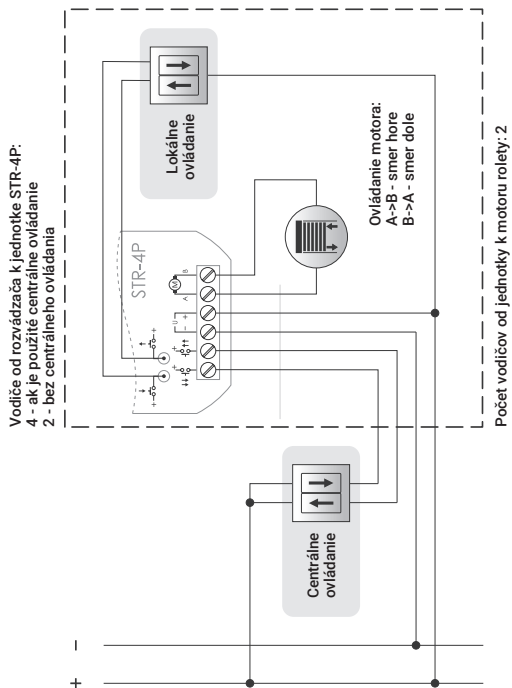 Vodiče od rozvádzača k jednotke STR-4P:
4 - ak je použité centrálne ovládanie
2 - bez centrálneho ovládania
Lokálne
ovládanie
STR-4P
M
A B
U
- +
+ +
+ +
Ovládanie motora:
A->B - smer hore
B->A - smer dole
Centrálne
ovládanie
+ -
Počet vodičov od jednotky k motoru rolety: 2